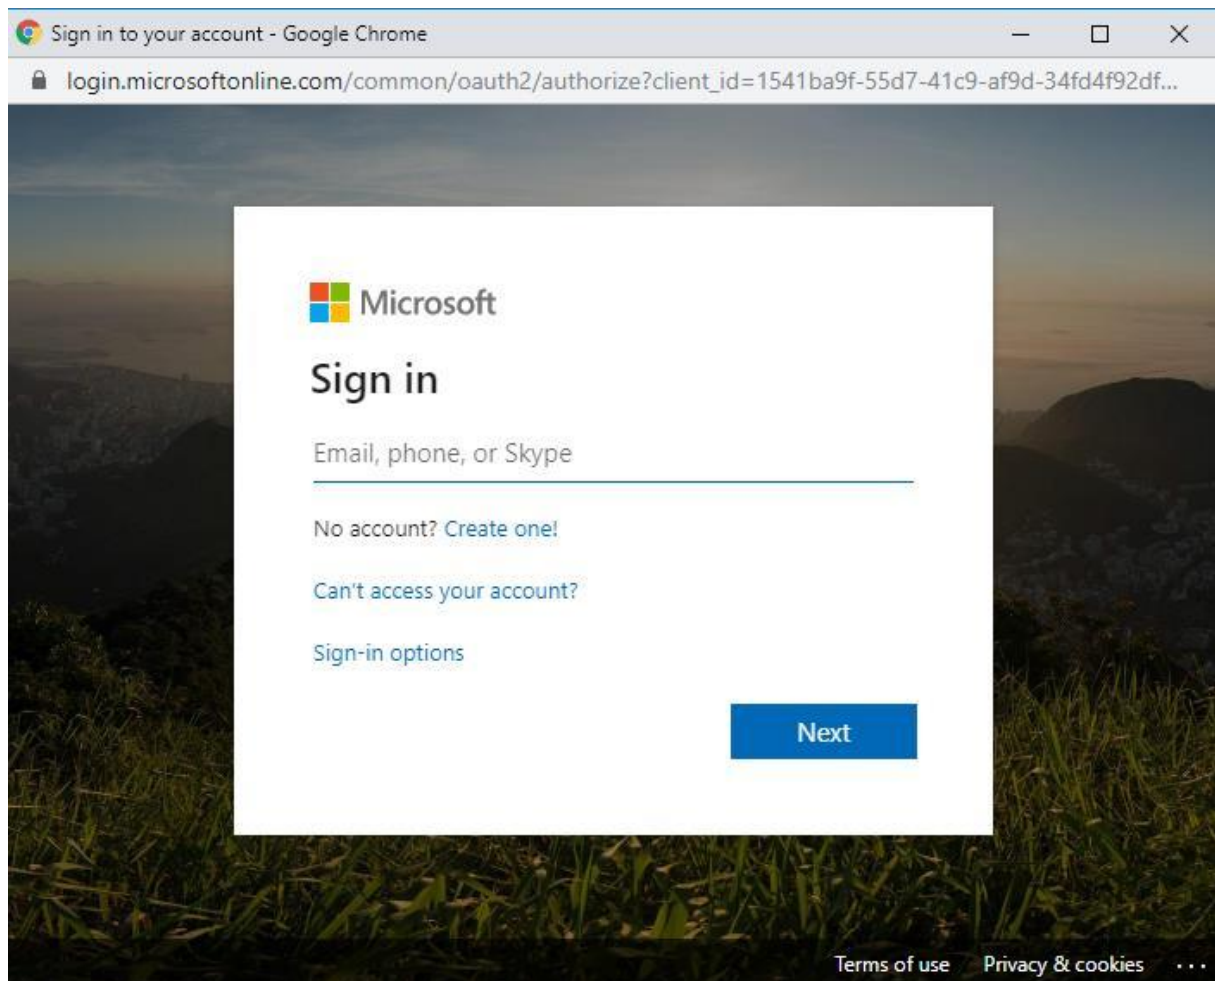 Sign in to your account - Google Chrome
login.microsoftonline.com/common/oauth2/authorize?client_id=1541ba9f-55d7-41c9-af9d-34fd4f92df...
Microsoft
Sign in
Email, phone, or Skype
No account? Create one!
Can't access your account?
Sign-in options
Next
Terms of use Privacy & cookies ...